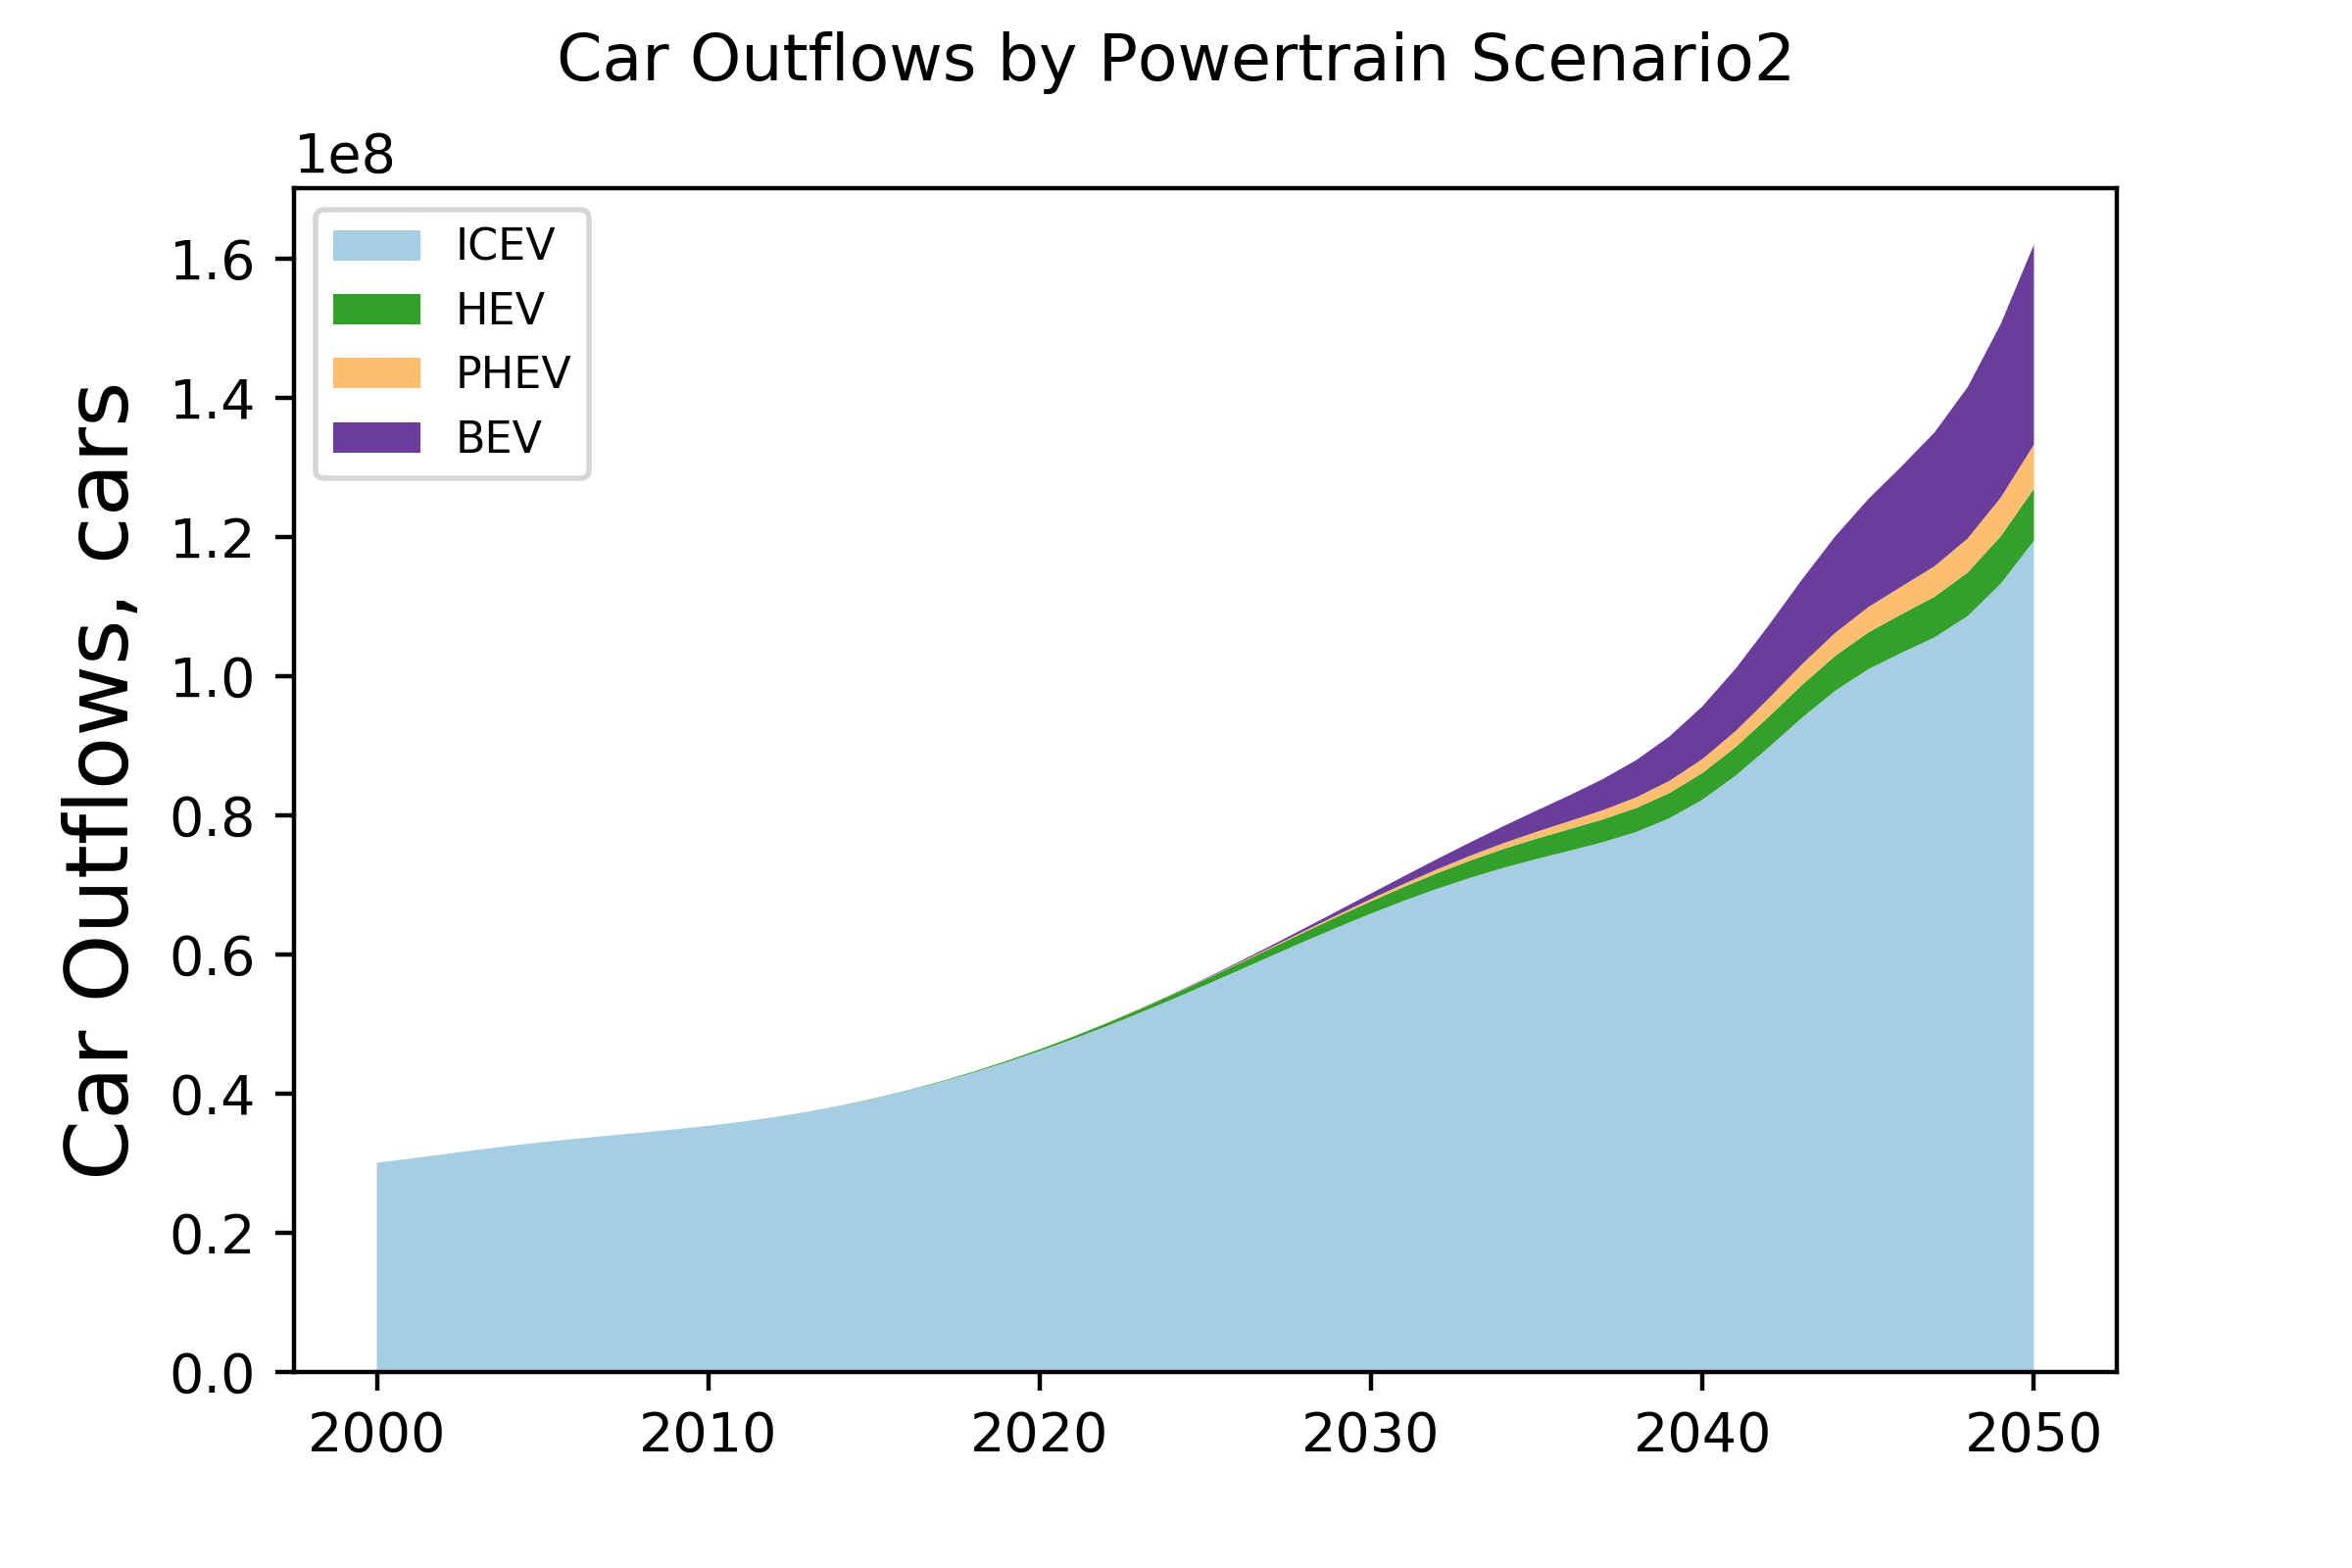 Car Outflows by Powertrain Scenario2
1e8
ICEV
HEV
PHEV
BEV
Car Outflows, cars
1.6
1.4
1.2
1.0
0.8
0.6
0.4
0.2
0.0
2000 2010 2020 2030 2040 2050